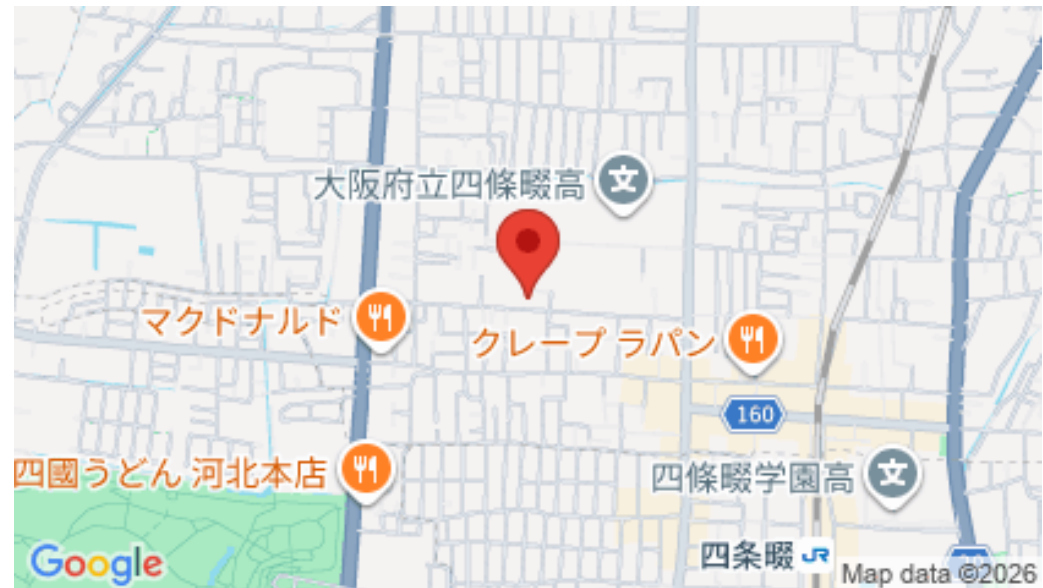 大阪府立四條畷高
マクドナルド
クレープ ラパン
160
四國うどん 河北本店
四條畷学園高
四条畷 JR
Google
Map data ©2026